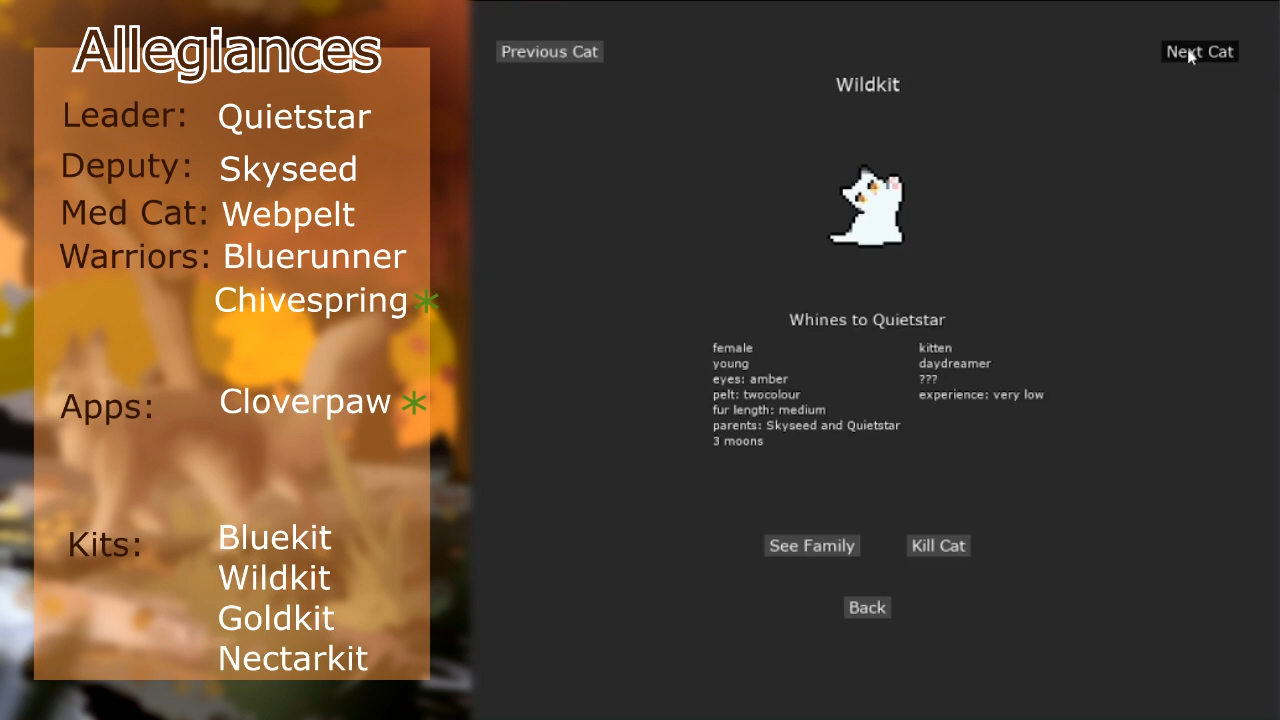 Allegiances
Leader: Quietstar
Deputy: Skyseed
Med Cat: Webpelt
Warriors: Bluerunner
Chivespring*
Apps: Cloverpaw *
Kits: Bluekit
Wildkit
Goldkit
Nectarkit
Previous Cat
Next Cat
Wildkit
Whines to Quietstar
female
young
eyes: amber
pelt: twocolour
fur length: medium
parents: Skyseed and Quietstar
3 moons
kitten
daydreamer
???
experience: very low
See Family
Kill Cat
Back